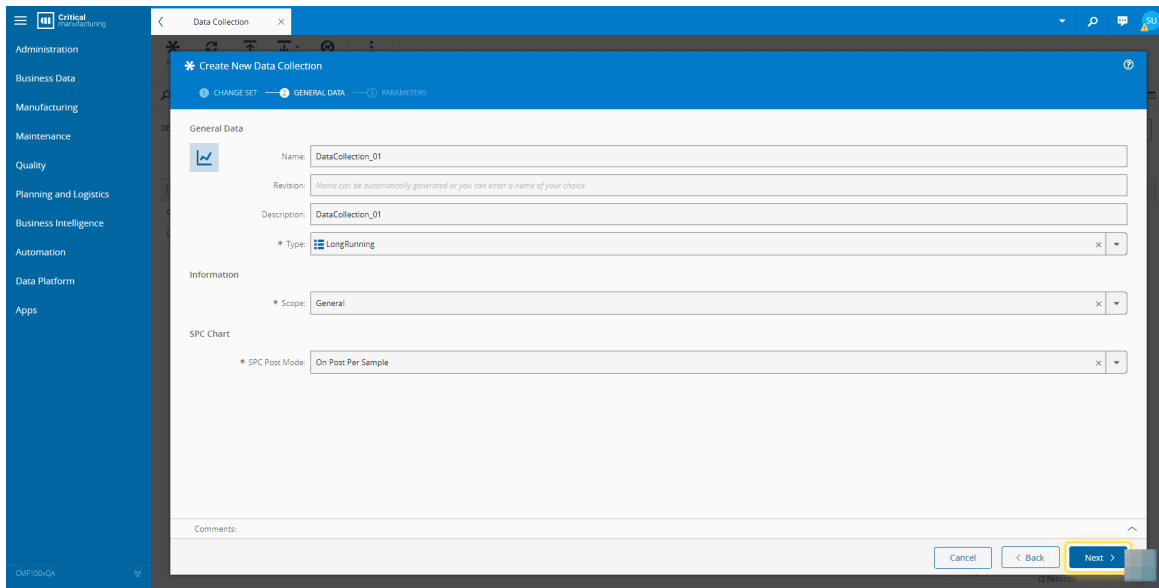 Critical manufacturing
Data Collection
SU
Administration
Business Data
Manufacturing
Maintenance
Quality
Planning and Logistics
Business Intelligence
Automation
Data Platform
Apps
CMF100xQA
Create New Data Collection
1 CHANGE SET 2 GENERAL DATA 3 PARAMETERS
General Data
Name: DataCollection_01
Revision: Name can be automatically generated or you can enter a name of your choice
Description: DataCollection_01
* Type: LongRunning
Information
* Scope: General
SPC Chart
* SPC Post Mode: On Post Per Sample
Comments:
Cancel < Back Next >
(2 Records)